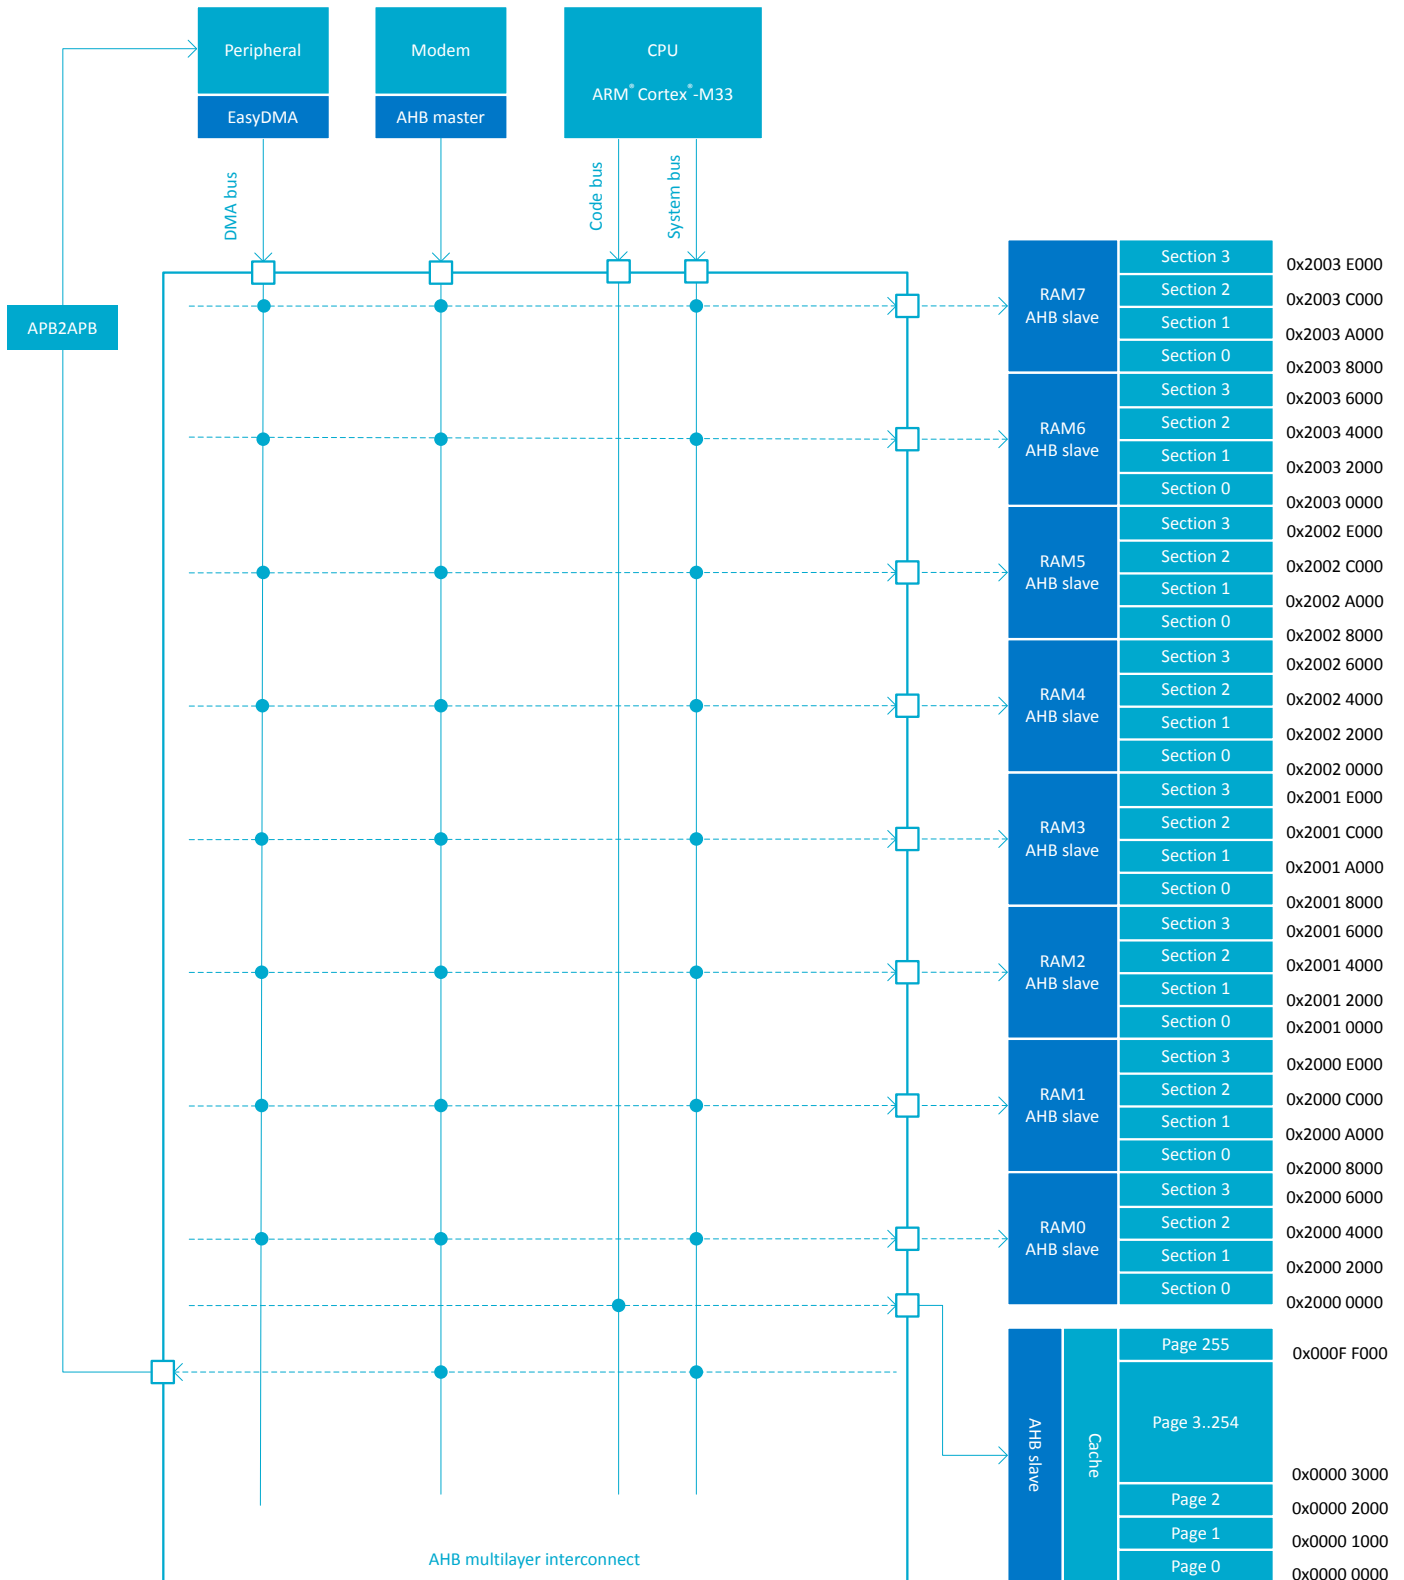 Peripheral
EasyDMA
Modem
AHB master
CPU
ARM® Cortex®-M33
DMA bus
Code bus
System bus
APB2APB
RAM7
AHB slave
Section 3
0x2003 E000
Section 2
0x2003 C000
Section 1
0x2003 A000
Section 0
0x2003 8000
RAM6
AHB slave
Section 3
0x2003 6000
Section 2
0x2003 4000
Section 1
0x2003 2000
Section 0
0x2003 0000
RAM5
AHB slave
Section 3
0x2002 E000
Section 2
0x2002 C000
Section 1
0x2002 A000
Section 0
0x2002 8000
RAM4
AHB slave
Section 3
0x2002 6000
Section 2
0x2002 4000
Section 1
0x2002 2000
Section 0
0x2002 0000
RAM3
AHB slave
Section 3
0x2001 E000
Section 2
0x2001 C000
Section 1
0x2001 A000
Section 0
0x2001 8000
RAM2
AHB slave
Section 3
0x2001 6000
Section 2
0x2001 4000
Section 1
0x2001 2000
Section 0
0x2001 0000
RAM1
AHB slave
Section 3
0x2000 E000
Section 2
0x2000 C000
Section 1
0x2000 A000
Section 0
0x2000 8000
RAM0
AHB slave
Section 3
0x2000 6000
Section 2
0x2000 4000
Section 1
0x2000 2000
Section 0
0x2000 0000
AHB slave
Cache
Page 255
0x000F F000
Page 3..254
0x0000 3000
Page 2
0x0000 2000
Page 1
0x0000 1000
Page 0
0x0000 0000
AHB multilayer interconnect